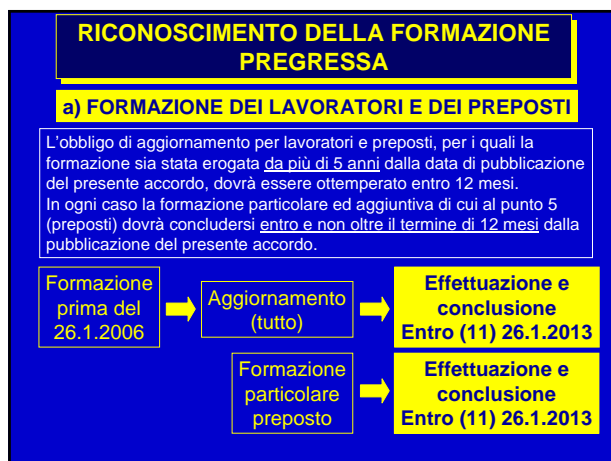 RICONOSCIMENTO DELLA FORMAZIONE
PREGRESSA
a) FORMAZIONE DEI LAVORATORI E DEI PREPOSTI
L'obbligo di aggiornamento per lavoratori e preposti, per i quali la
formazione sia stata erogata da più di 5 anni dalla data di pubblicazione
del presente accordo, dovrà essere ottemperato entro 12 mesi.
In ogni caso la formazione particolare ed aggiuntiva di cui al punto 5
(preposti) dovrà concludersi entro e non oltre il termine di 12 mesi dalla
pubblicazione del presente accordo.
Formazione
prima del
26.1.2006
Aggiornamento
(tutto)
Effettuazione e
conclusione
Entro (11) 26.1.2013
Formazione
particolare
preposto
Effettuazione e
conclusione
Entro (11) 26.1.2013